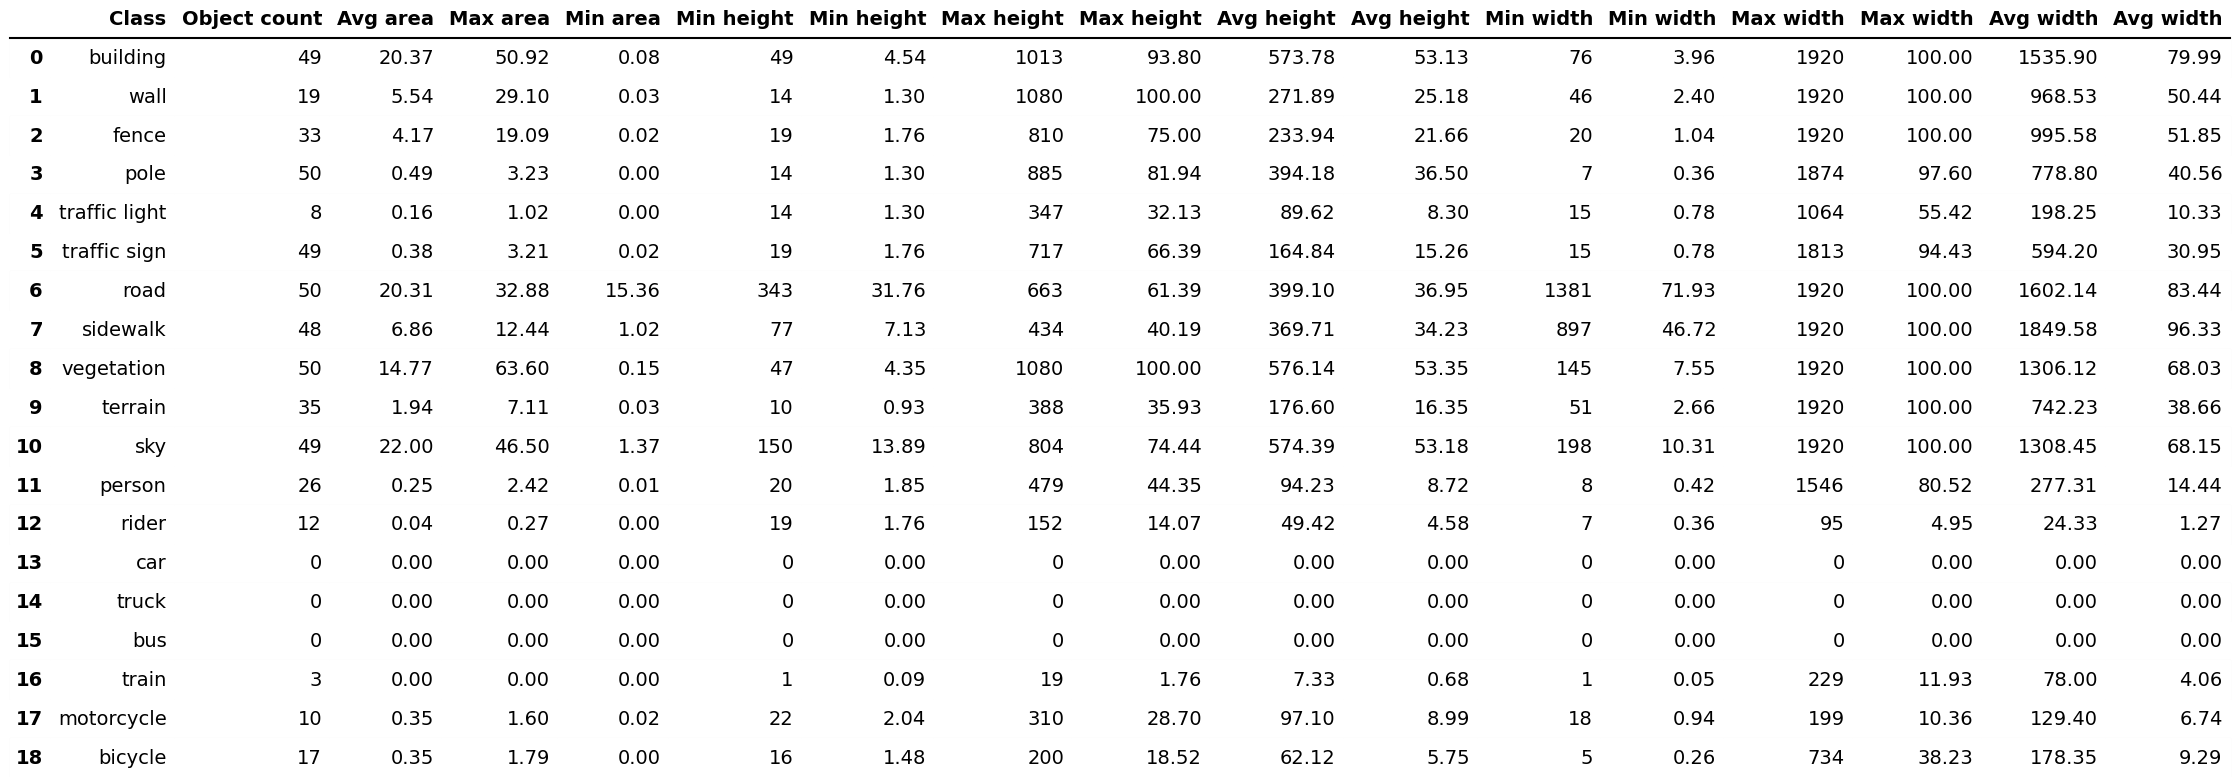 Class Object count Avg area Max area Min area Min height Min height Max height Max height Avg height Avg height Min width Min width Max width Max width Avg width Avg width
0 building 49 20.37 50.92 0.08 49 4.54 1013 93.80 573.78 53.13 76 3.96 1920 100.00 1535.90 79.99
1 wall 19 5.54 29.10 0.03 14 1.30 1080 100.00 271.89 25.18 46 2.40 1920 100.00 968.53 50.44
2 fence 33 4.17 19.09 0.02 19 1.76 810 75.00 233.94 21.66 20 1.04 1920 100.00 995.58 51.85
3 pole 50 0.49 3.23 0.00 14 1.30 885 81.94 394.18 36.50 7 0.36 1874 97.60 778.80 40.56
4 traffic light 8 0.16 1.02 0.00 14 1.30 347 32.13 89.62 8.30 15 0.78 1064 55.42 198.25 10.33
5 traffic sign 49 0.38 3.21 0.02 19 1.76 717 66.39 164.84 15.26 15 0.78 1813 94.43 594.20 30.95
6 road 50 20.31 32.88 15.36 343 31.76 663 61.39 399.10 36.95 1381 71.93 1920 100.00 1602.14 83.44
7 sidewalk 48 6.86 12.44 1.02 77 7.13 434 40.19 369.71 34.23 897 46.72 1920 100.00 1849.58 96.33
8 vegetation 50 14.77 63.60 0.15 47 4.35 1080 100.00 576.14 53.35 145 7.55 1920 100.00 1306.12 68.03
9 terrain 35 1.94 7.11 0.03 10 0.93 388 35.93 176.60 16.35 51 2.66 1920 100.00 742.23 38.66
10 sky 49 22.00 46.50 1.37 150 13.89 804 74.44 574.39 53.18 198 10.31 1920 100.00 1308.45 68.15
11 person 26 0.25 2.42 0.01 20 1.85 479 44.35 94.23 8.72 8 0.42 1546 80.52 277.31 14.44
12 rider 12 0.04 0.27 0.00 19 1.76 152 14.07 49.42 4.58 7 0.36 95 4.95 24.33 1.27
13 car 0 0.00 0.00 0.00 0 0.00 0 0.00 0.00 0.00 0 0.00 0 0.00 0.00 0.00
14 truck 0 0.00 0.00 0.00 0 0.00 0 0.00 0.00 0.00 0 0.00 0 0.00 0.00 0.00
15 bus 0 0.00 0.00 0.00 0 0.00 0 0.00 0.00 0.00 0 0.00 0 0.00 0.00 0.00
16 train 3 0.00 0.00 0.00 1 0.09 19 1.76 7.33 0.68 1 0.05 229 11.93 78.00 4.06
17 motorcycle 10 0.35 1.60 0.02 22 2.04 310 28.70 97.10 8.99 18 0.94 199 10.36 129.40 6.74
18 bicycle 17 0.35 1.79 0.00 16 1.48 200 18.52 62.12 5.75 5 0.26 734 38.23 178.35 9.29